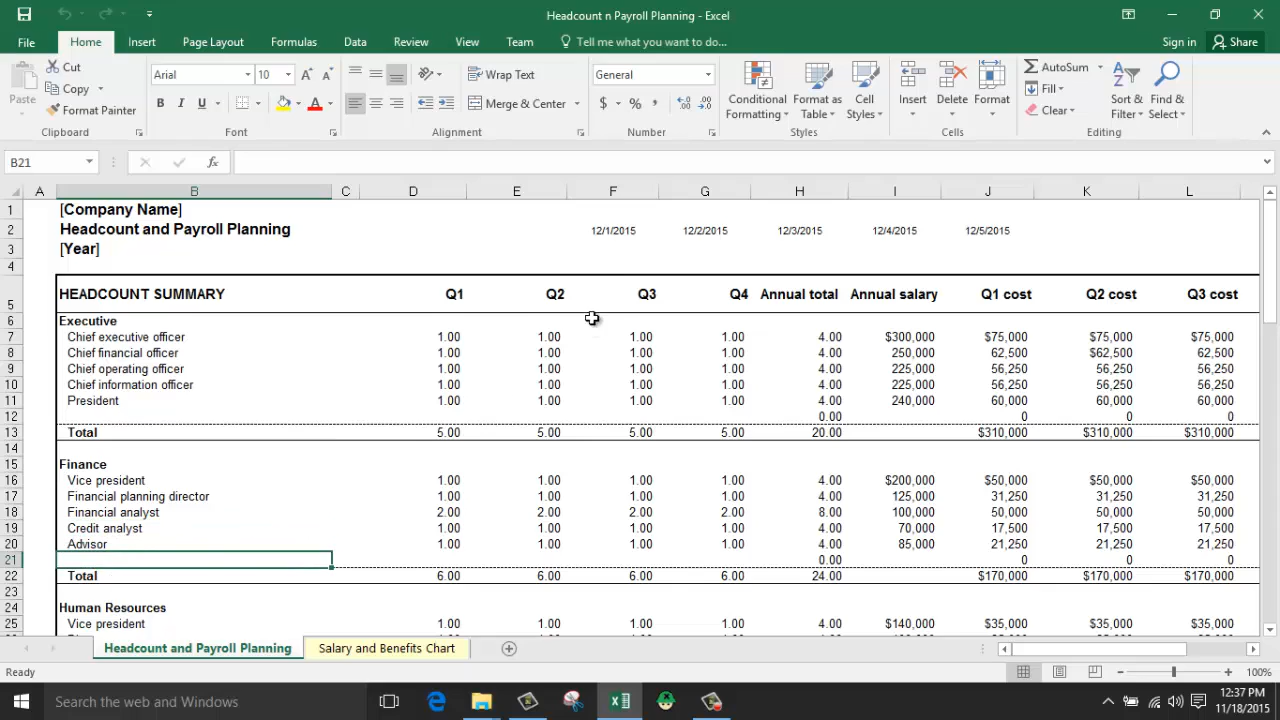 Headcount n Payroll Planning - Excel
File Home Insert Page Layout Formulas Data Review View Team Tell me what you want to do... Sign in Share
Paste Cut Copy Format Painter Clipboard
Arial 10 A A B I U A Font
Wrap Text Merge & Center Alignment
General $ % , .0 .00 .00 .0 Number
Conditional Formatting Format as Table Cell Styles Styles
Insert Delete Format Cells
AutoSum Fill Clear Sort & Filter Find & Select Editing
B21 fx
A B C D E F G H I J K L
1 [Company Name]
2 Headcount and Payroll Planning 12/1/2015 12/2/2015 12/3/2015 12/4/2015 12/5/2015
3 [Year]
4
5 HEADCOUNT SUMMARY Q1 Q2 Q3 Q4 Annual total Annual salary Q1 cost Q2 cost Q3 cost
6 Executive
7 Chief executive officer 1.00 1.00 1.00 1.00 4.00 $300,000 $75,000 $75,000 $75,000
8 Chief financial officer 1.00 1.00 1.00 1.00 4.00 250,000 62,500 $62,500 62,500
9 Chief operating officer 1.00 1.00 1.00 1.00 4.00 225,000 56,250 56,250 56,250
10 Chief information officer 1.00 1.00 1.00 1.00 4.00 225,000 56,250 56,250 56,250
11 President 1.00 1.00 1.00 1.00 4.00 240,000 60,000 60,000 60,000
12 0.00 0 0 0
13 Total 5.00 5.00 5.00 5.00 20.00 $310,000 $310,000 $310,000
14
15 Finance
16 Vice president 1.00 1.00 1.00 1.00 4.00 $200,000 $50,000 $50,000 $50,000
17 Financial planning director 1.00 1.00 1.00 1.00 4.00 125,000 31,250 31,250 31,250
18 Financial analyst 2.00 2.00 2.00 2.00 8.00 100,000 50,000 50,000 50,000
19 Credit analyst 1.00 1.00 1.00 1.00 4.00 70,000 17,500 17,500 17,500
20 Advisor 1.00 1.00 1.00 1.00 4.00 85,000 21,250 21,250 21,250
21 0.00 0 0 0
22 Total 6.00 6.00 6.00 6.00 24.00 $170,000 $170,000 $170,000
23
24 Human Resources
25 Vice president 1.00 1.00 1.00 1.00 4.00 $140,000 $35,000 $35,000 $35,000
Headcount and Payroll Planning Salary and Benefits Chart
Ready 100%
Search the web and Windows 12:37 PM
11/18/2015